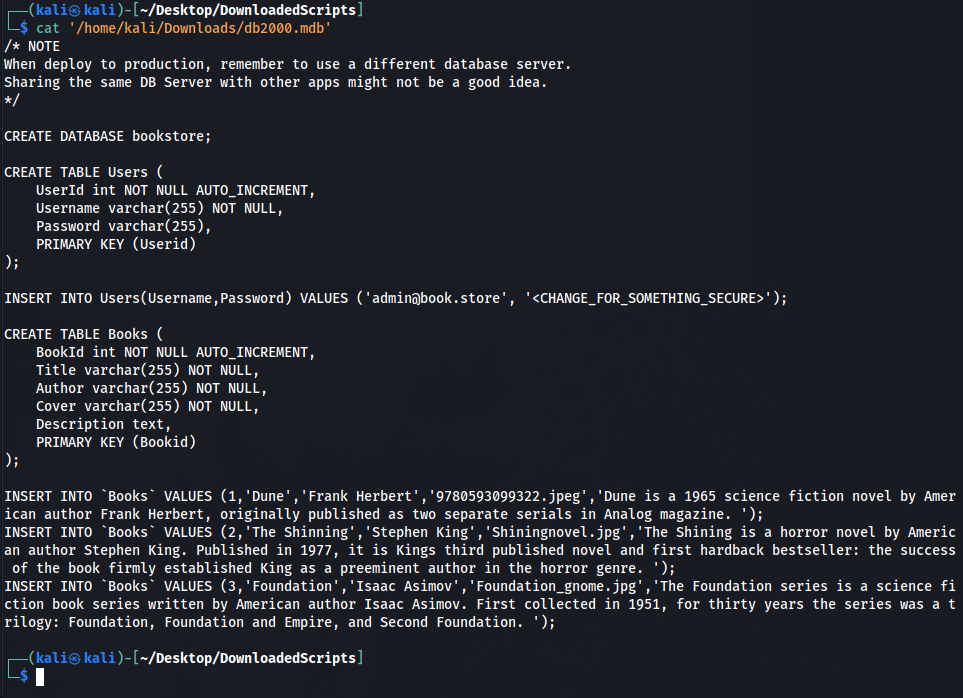 ┌──(kali㉿kali)-[~/Desktop/DownloadedScripts]
└─$ cat '/home/kali/Downloads/db2000.mdb'
/* NOTE
When deploy to production, remember to use a different database server.
Sharing the same DB Server with other apps might not be a good idea.
*/

CREATE DATABASE bookstore;

CREATE TABLE Users (
    UserId int NOT NULL AUTO_INCREMENT,
    Username varchar(255) NOT NULL,
    Password varchar(255),
    PRIMARY KEY (Userid)
);

INSERT INTO Users(Username,Password) VALUES ('admin@book.store', '<CHANGE_FOR_SOMETHING_SECURE>');

CREATE TABLE Books (
    BookId int NOT NULL AUTO_INCREMENT,
    Title varchar(255) NOT NULL,
    Author varchar(255) NOT NULL,
    Cover varchar(255) NOT NULL,
    Description text,
    PRIMARY KEY (Bookid)
);

INSERT INTO `Books` VALUES (1,'Dune','Frank Herbert','9780593099322.jpeg','Dune is a 1965 science fiction novel by Amer
ican author Frank Herbert, originally published as two separate serials in Analog magazine. ');
INSERT INTO `Books` VALUES (2,'The Shinning','Stephen King','Shiningnovel.jpg','The Shining is a horror novel by Americ
an author Stephen King. Published in 1977, it is Kings third published novel and first hardback bestseller: the success
 of the book firmly established King as a preeminent author in the horror genre. ');
INSERT INTO `Books` VALUES (3,'Foundation','Isaac Asimov','Foundation_gnome.jpg','The Foundation series is a science fi
ction book series written by American author Isaac Asimov. First collected in 1951, for thirty years the series was a t
rilogy: Foundation, Foundation and Empire, and Second Foundation. ');

┌──(kali㉿kali)-[~/Desktop/DownloadedScripts]
└─$